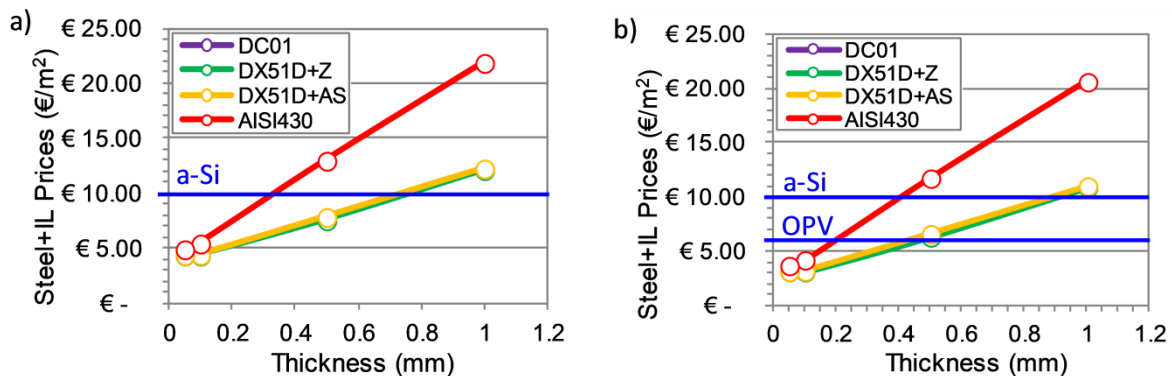 a)
Steel+IL Prices (€/m²)
€ 25.00
€ 20.00
€ 15.00
€ 10.00
€ 5.00
€ -
DC01
DX51D+Z
DX51D+AS
AISI430
a-Si
0 0.2 0.4 0.6 0.8 1 1.2
Thickness (mm)
b)
Steel+IL Prices (€/m²)
€ 25.00
€ 20.00
€ 15.00
€ 10.00
€ 5.00
€ -
DC01
DX51D+Z
DX51D+AS
AISI430
a-Si
OPV
0 0.2 0.4 0.6 0.8 1 1.2
Thickness (mm)